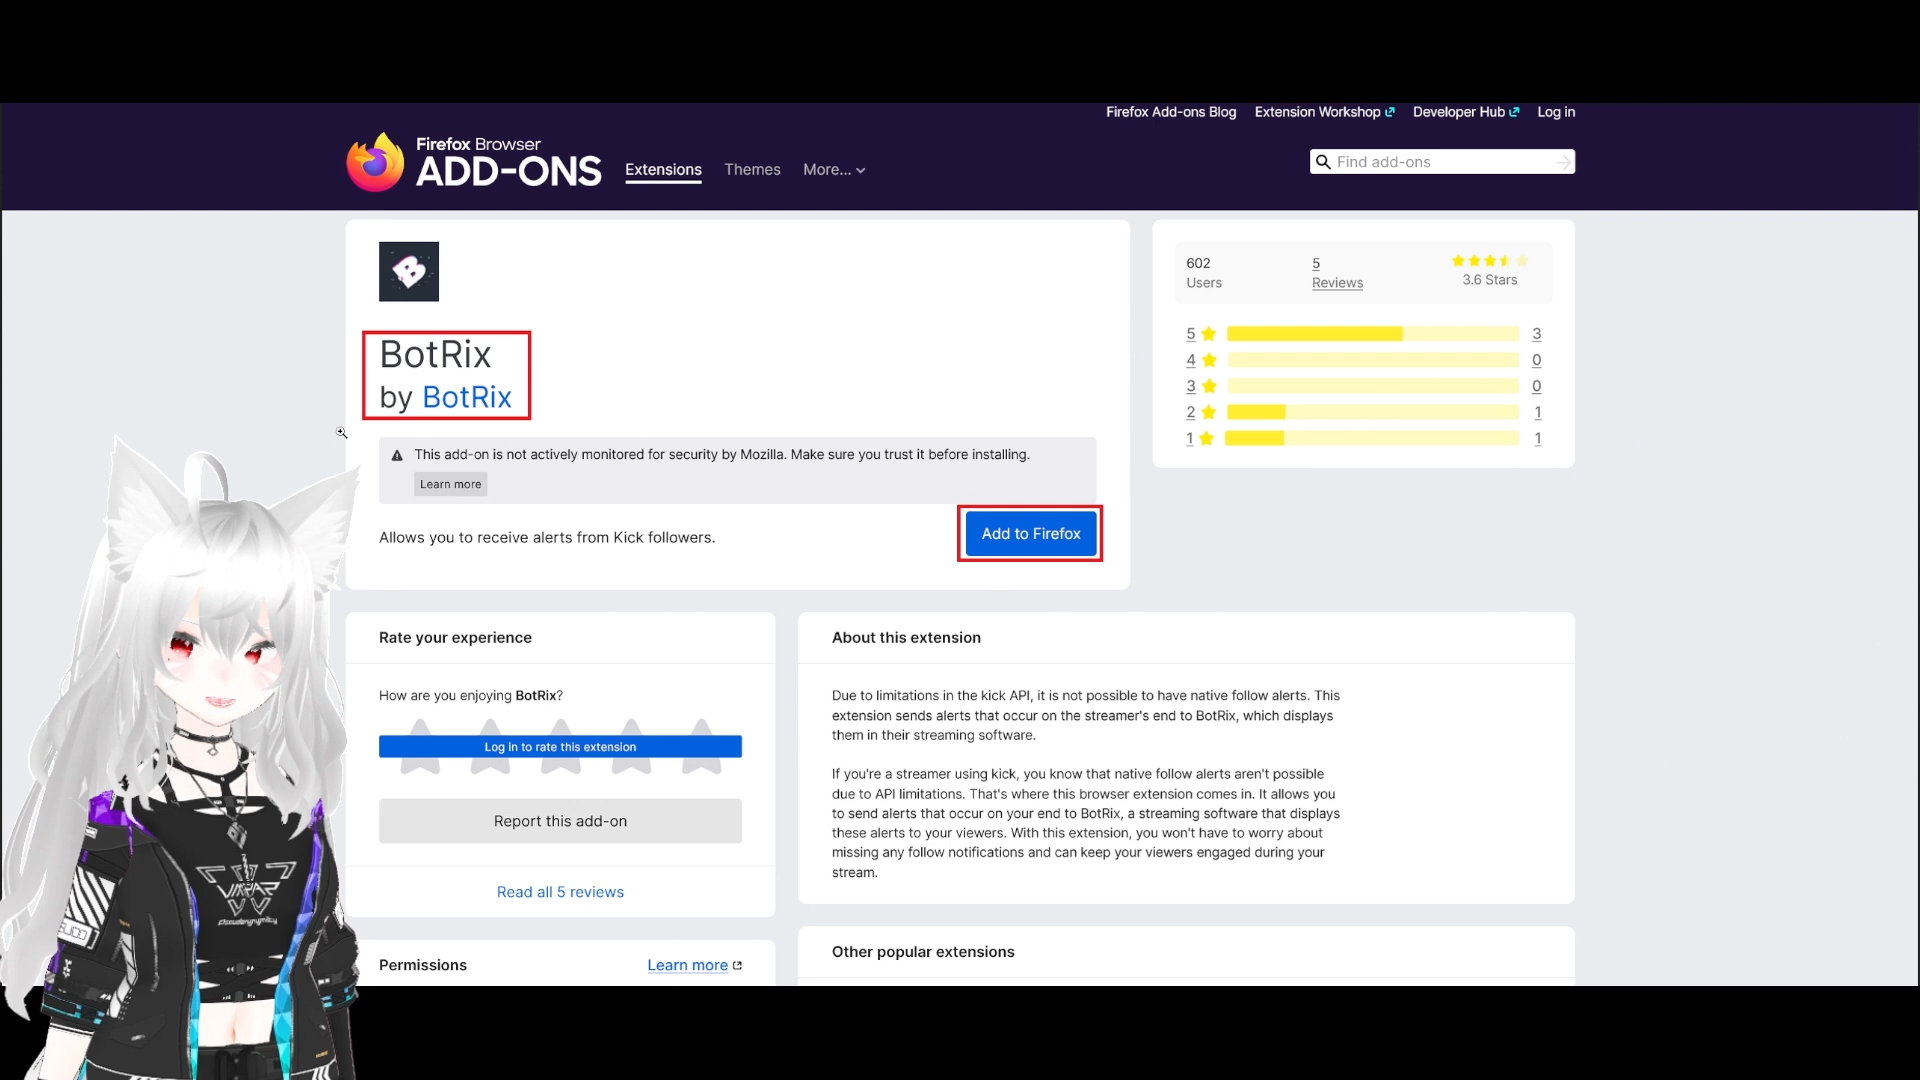 Firefox Add-ons Blog Extension Workshop Developer Hub Log in
Firefox Browser
ADD-ONS
Extensions Themes More...
Find add-ons
B
BotRix
by BotRix
This add-on is not actively monitored for security by Mozilla. Make sure you trust it before installing.
Learn more
Allows you to receive alerts from Kick followers.
Add to Firefox
602
Users
5
Reviews
3.6 Stars
5 3
4 0
3 0
2 1
1 1
Rate your experience
How are you enjoying BotRix?
Log in to rate this extension
Report this add-on
Read all 5 reviews
Permissions
Learn more
About this extension
Due to limitations in the kick API, it is not possible to have native follow alerts. This
extension sends alerts that occur on the streamer's end to BotRix, which displays
them in their streaming software.
If you're a streamer using kick, you know that native follow alerts aren't possible
due to API limitations. That's where this browser extension comes in. It allows you
to send alerts that occur on your end to BotRix, a streaming software that displays
these alerts to your viewers. With this extension, you won't have to worry about
missing any follow notifications and can keep your viewers engaged during your
stream.
Other popular extensions